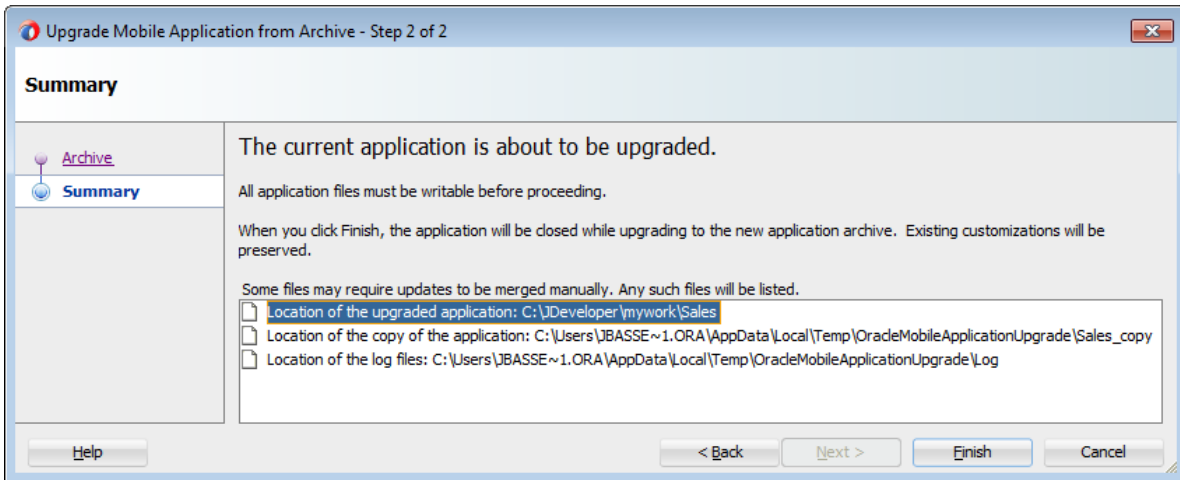 Upgrade Mobile Application from Archive - Step 2 of 2
Summary
Archive
Summary
The current application is about to be upgraded.
All application files must be writable before proceeding.
When you click Finish, the application will be closed while upgrading to the new application archive. Existing customizations will be
preserved.
Some files may require updates to be merged manually. Any such files will be listed.
Location of the upgraded application: C:\JDeveloper\mywork\Sales
Location of the copy of the application: C:\Users\JBASSE~1.ORA\AppData\Local\Temp\OracleMobileApplicationUpgrade\Sales_copy
Location of the log files: C:\Users\JBASSE~1.ORA\AppData\Local\Temp\OracleMobileApplicationUpgrade\Log
Help
< Back
Next >
Finish
Cancel